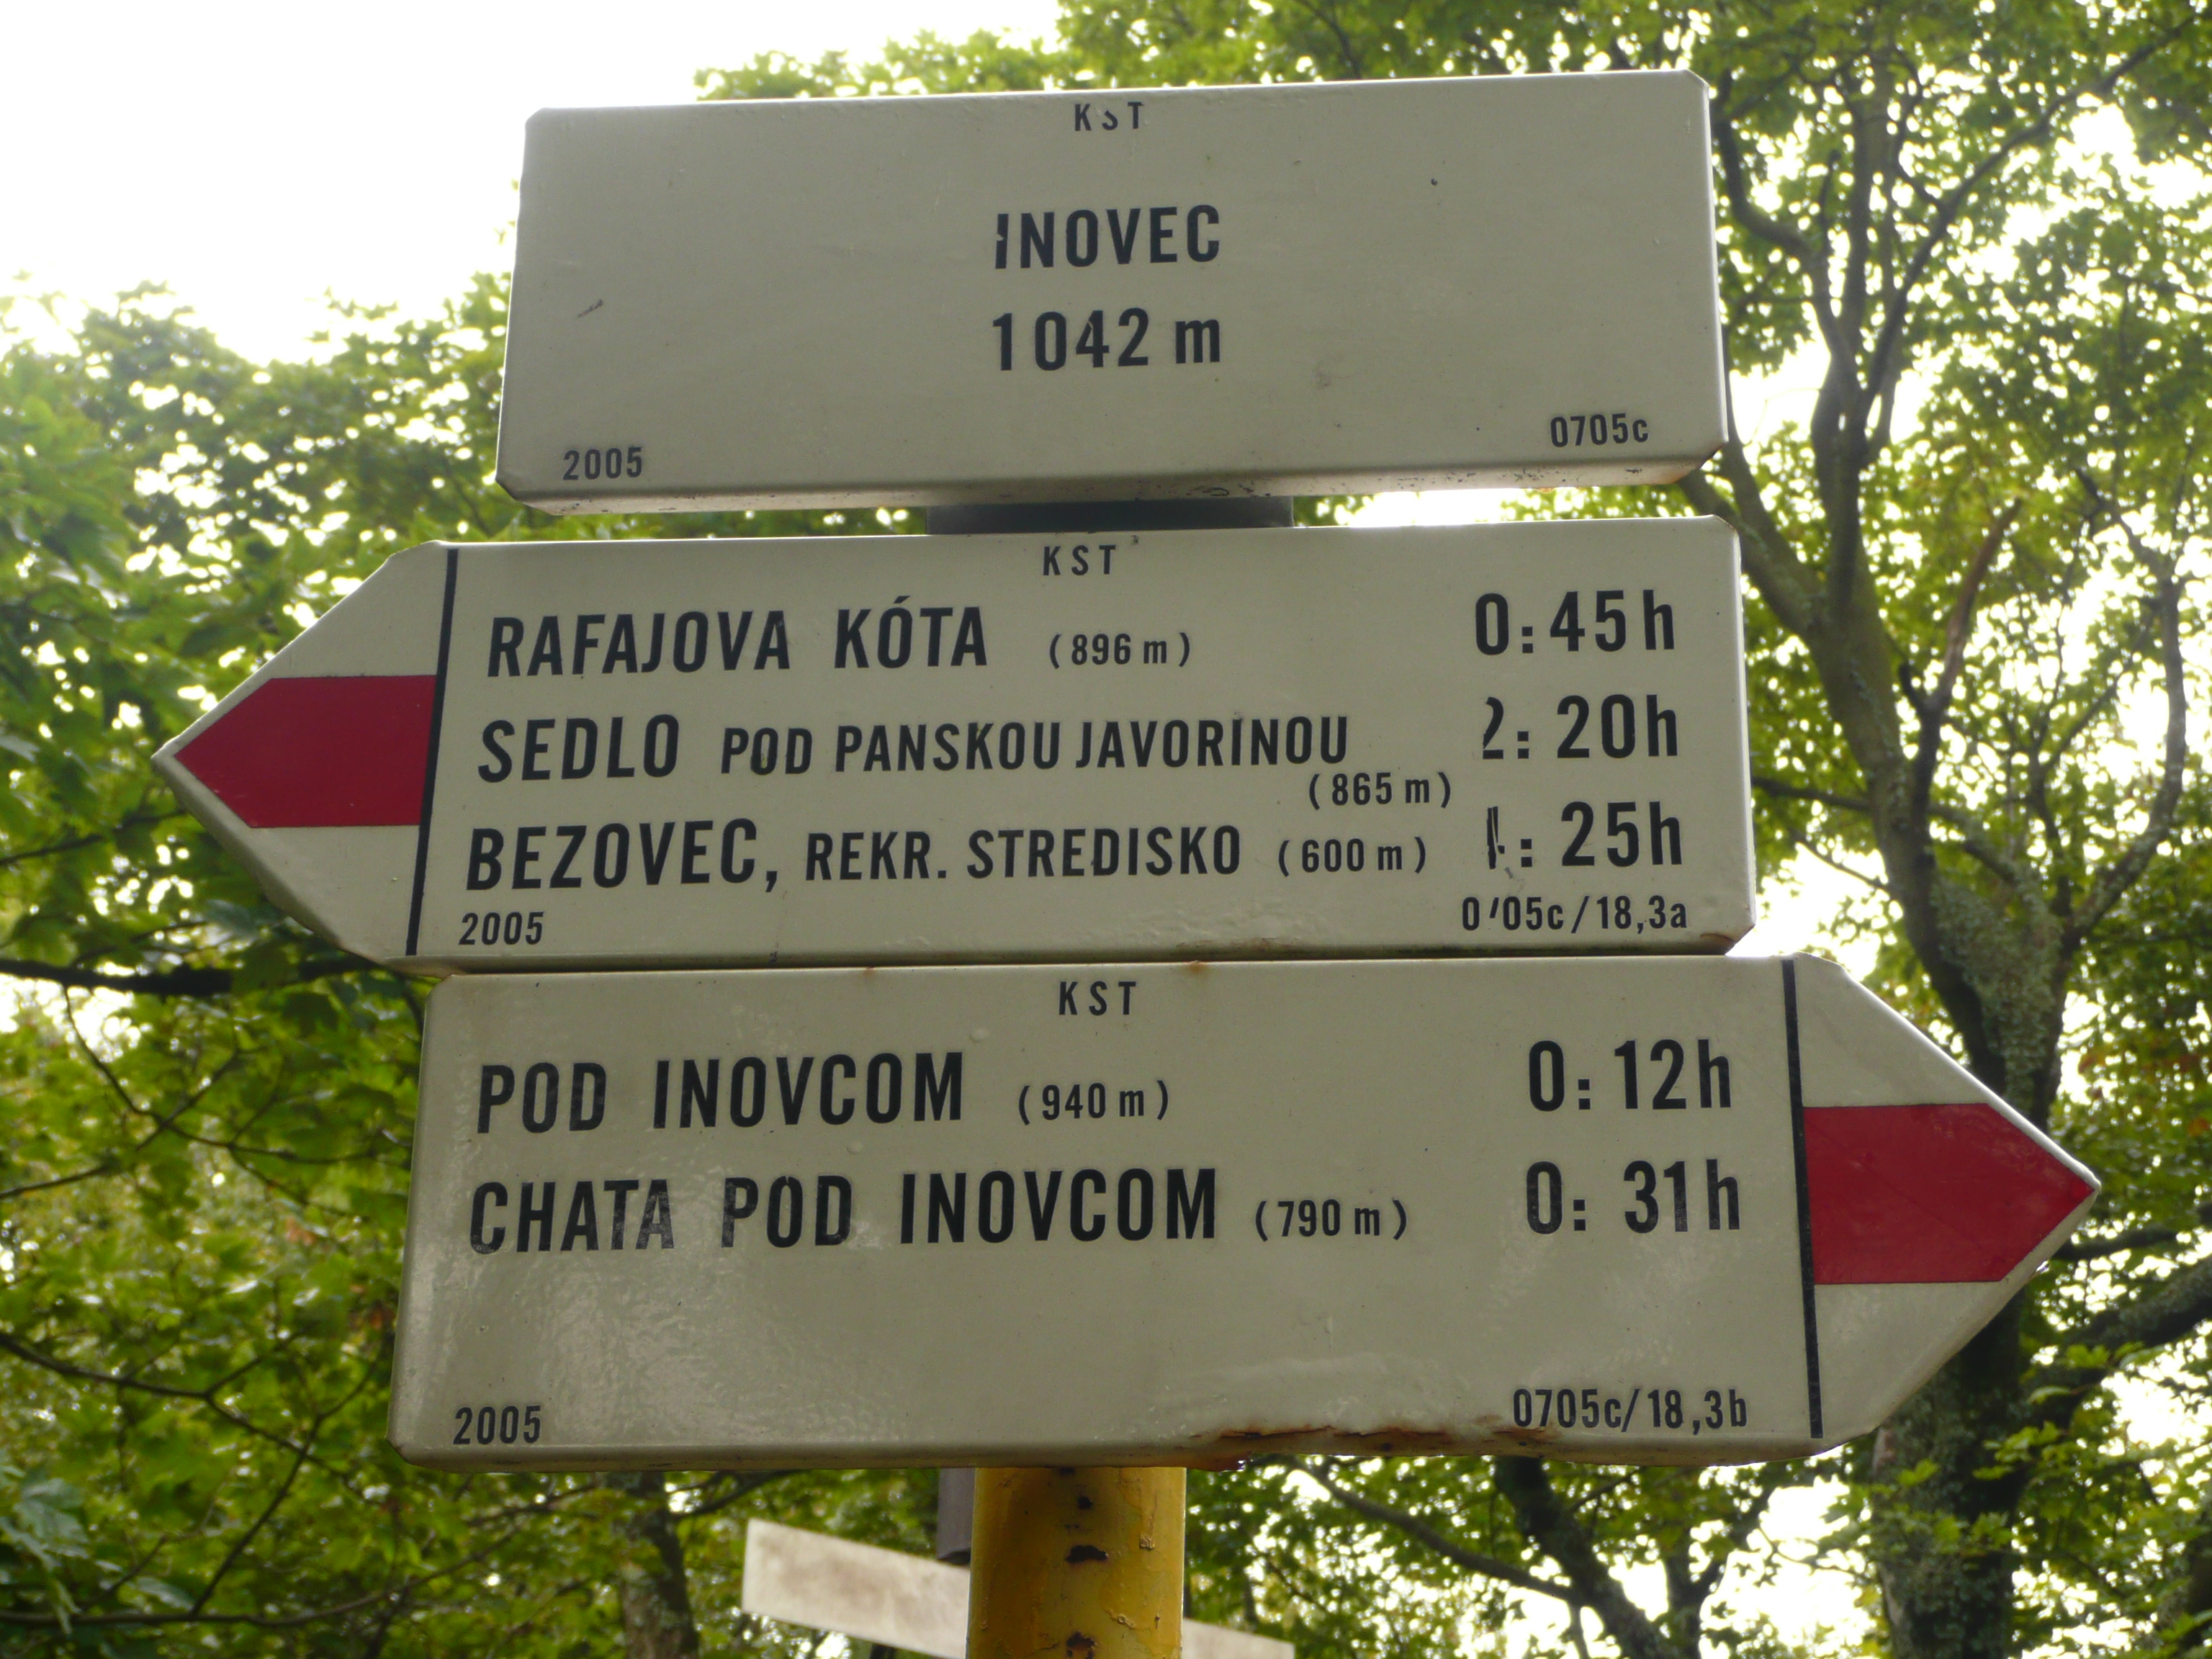 KST
INOVEC
1042 m
2005 0705c
KST
RAFAJOVA KÓTA (896 m) 0:45h
SEDLO POD PANSKOU JAVORINOU 2:20h
(865 m)
BEZOVEC, REKR. STREDISKO (600 m) :25h
2005 0705c/18,3a
KST
POD INOVCOM (940 m) 0:12h
CHATA POD INOVCOM (790 m) 0:31h
2005 0705c/18,3b